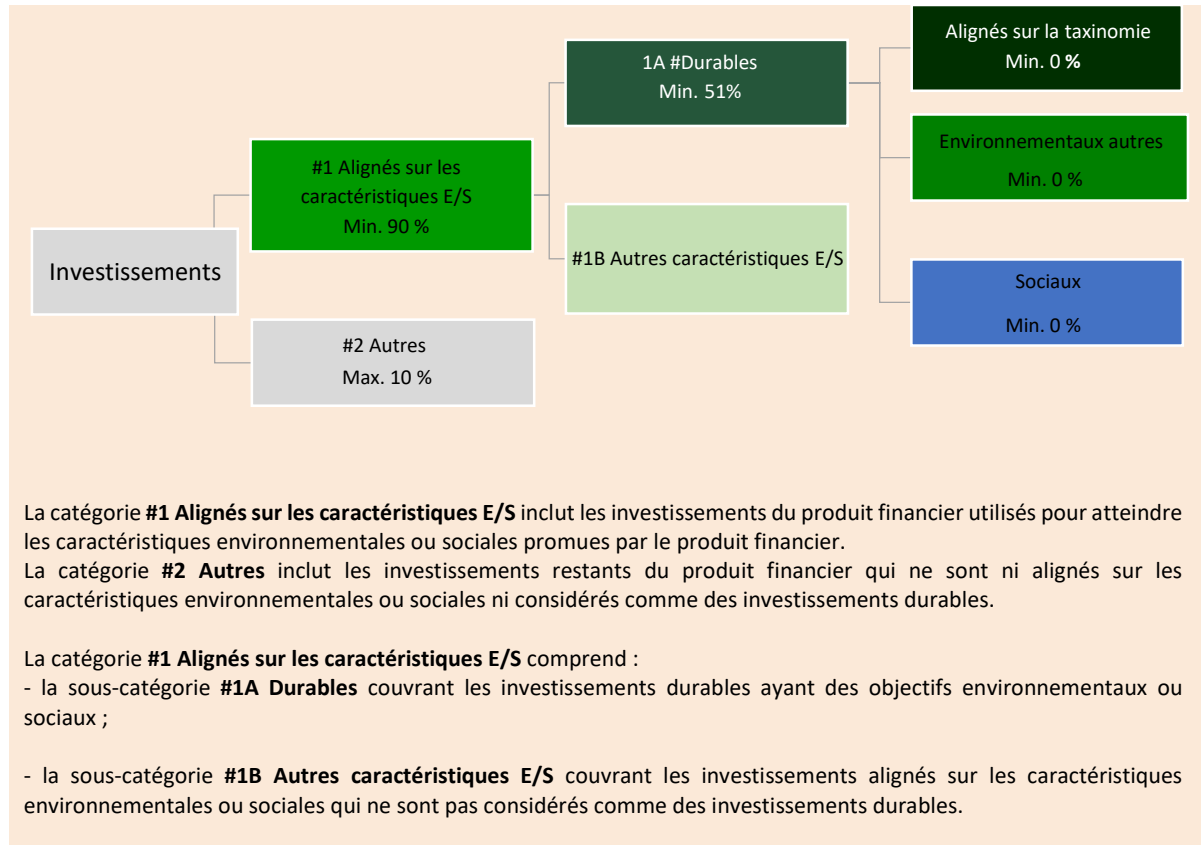 Alignés sur la taxinomie
Min. 0 %
1A #Durables
Min. 51%
Environnementaux autres
Min. 0 %
#1 Alignés sur les
caractéristiques E/S
Min. 90 %
#1B Autres caractéristiques E/S
Investissements
Sociaux
Min. 0 %
#2 Autres
Max. 10 %
La catégorie #1 Alignés sur les caractéristiques E/S inclut les investissements du produit financier utilisés pour atteindre
les caractéristiques environnementales ou sociales promues par le produit financier.
La catégorie #2 Autres inclut les investissements restants du produit financier qui ne sont ni alignés sur les
caractéristiques environnementales ou sociales ni considérés comme des investissements durables.
La catégorie #1 Alignés sur les caractéristiques E/S comprend :
- la sous-catégorie #1A Durables couvrant les investissements durables ayant des objectifs environnementaux ou
sociaux ;
- la sous-catégorie #1B Autres caractéristiques E/S couvrant les investissements alignés sur les caractéristiques
environnementales ou sociales qui ne sont pas considérés comme des investissements durables.